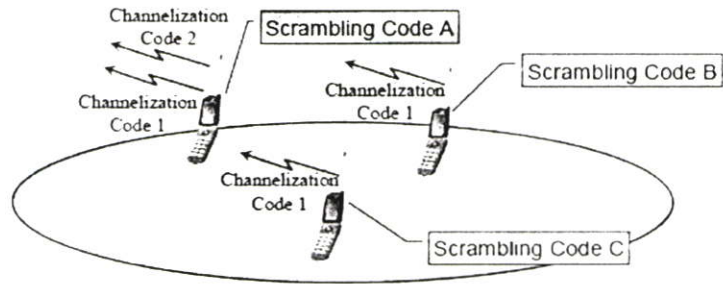 Channelization
Code 2
Scrambling Code A
Channelization
Code 1
Channelization
Code 1
Scrambling Code B
Channelization
Code 1
Scrambling Code C